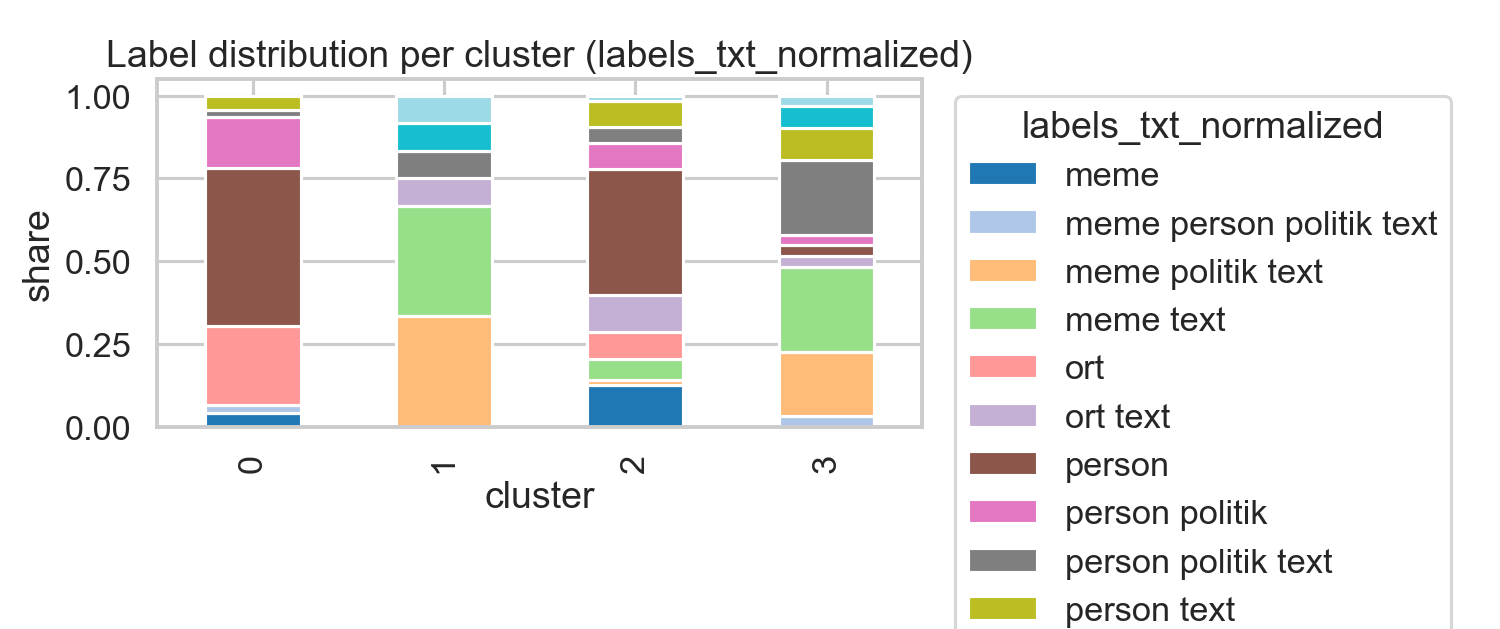 Label distribution per cluster (labels_txt_normalized)
share
1.00
0.75
0.50
0.25
0.00
0
1
2
3
cluster
labels_txt_normalized
meme
meme person politik text
meme politik text
meme text
ort
ort text
person
person politik
person politik text
person text